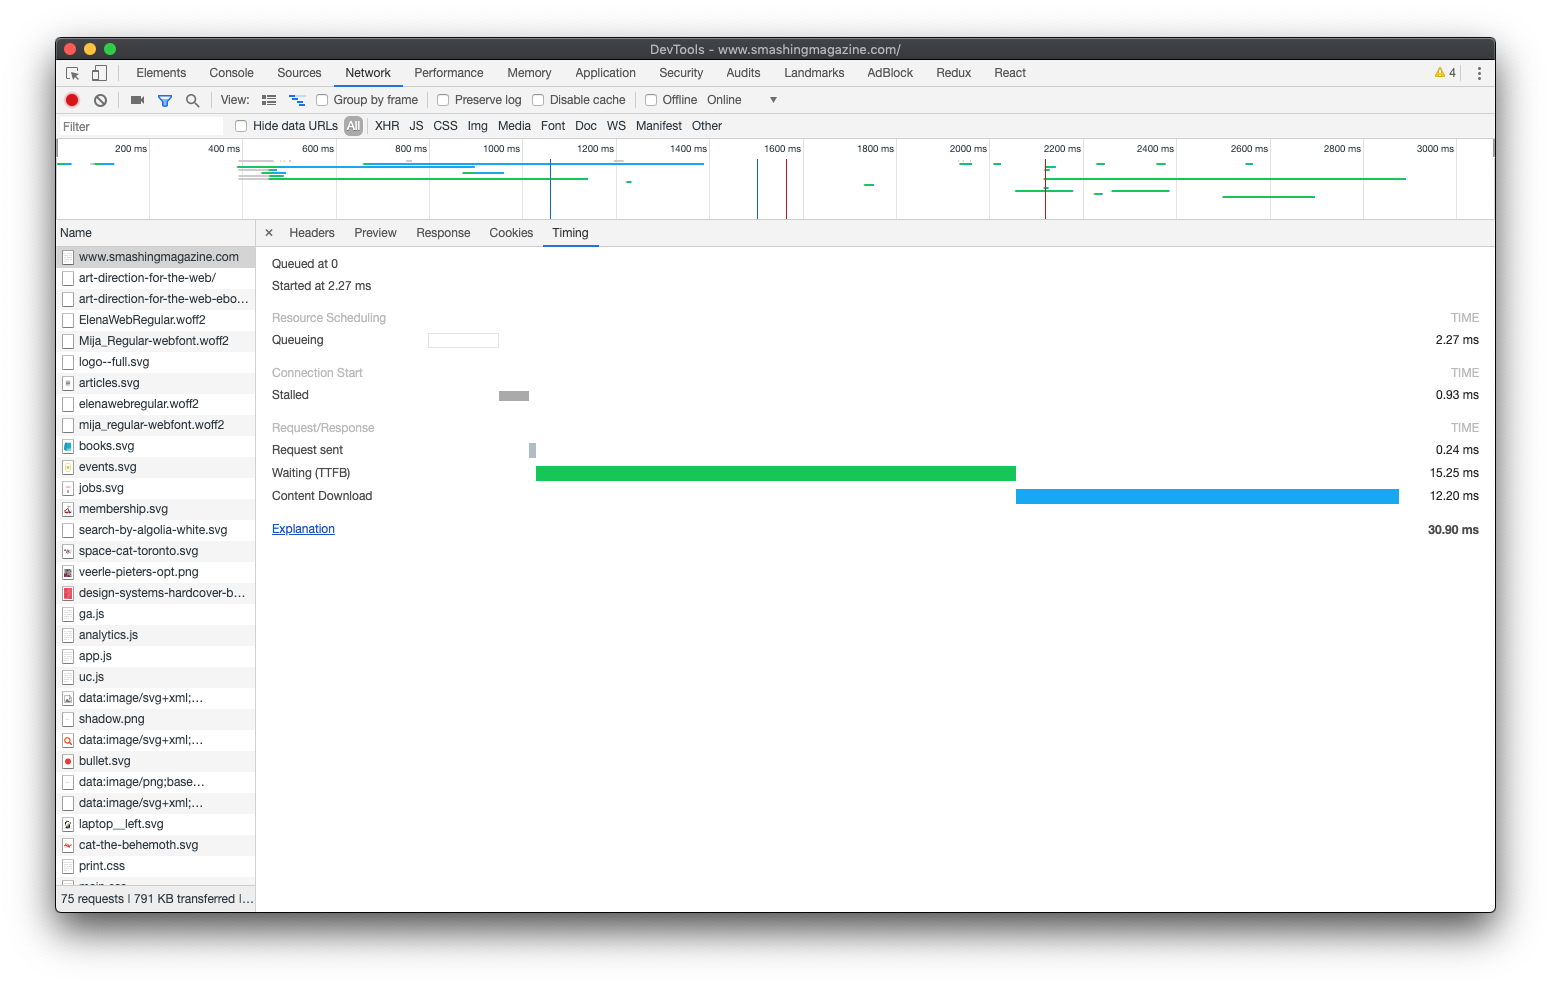 DevTools - www.smashingmagazine.com/
Elements Console Sources Network Performance Memory Application Security Audits Landmarks AdBlock Redux React 4
View: Group by frame Preserve log Disable cache Offline Online
Filter Hide data URLs All XHR JS CSS Img Media Font Doc WS Manifest Other
200 ms 400 ms 600 ms 800 ms 1000 ms 1200 ms 1400 ms 1600 ms 1800 ms 2000 ms 2200 ms 2400 ms 2600 ms 2800 ms 3000 ms
Name
www.smashingmagazine.com
art-direction-for-the-web/
art-direction-for-the-web-ebo…
ElenaWebRegular.woff2
Mija_Regular-webfont.woff2
logo--full.svg
articles.svg
elenawebregular.woff2
mija_regular-webfont.woff2
books.svg
events.svg
jobs.svg
membership.svg
search-by-algolia-white.svg
space-cat-toronto.svg
veerle-pieters-opt.png
design-systems-hardcover-b…
ga.js
analytics.js
app.js
uc.js
data:image/svg+xml;…
shadow.png
data:image/svg+xml;…
bullet.svg
data:image/png;base…
data:image/svg+xml;…
laptop__left.svg
cat-the-behemoth.svg
print.css
75 requests | 791 KB transferred |…
× Headers Preview Response Cookies Timing
Queued at 0
Started at 2.27 ms
Resource Scheduling TIME
Queueing 2.27 ms
Connection Start TIME
Stalled 0.93 ms
Request/Response TIME
Request sent 0.24 ms
Waiting (TTFB) 15.25 ms
Content Download 12.20 ms
Explanation 30.90 ms